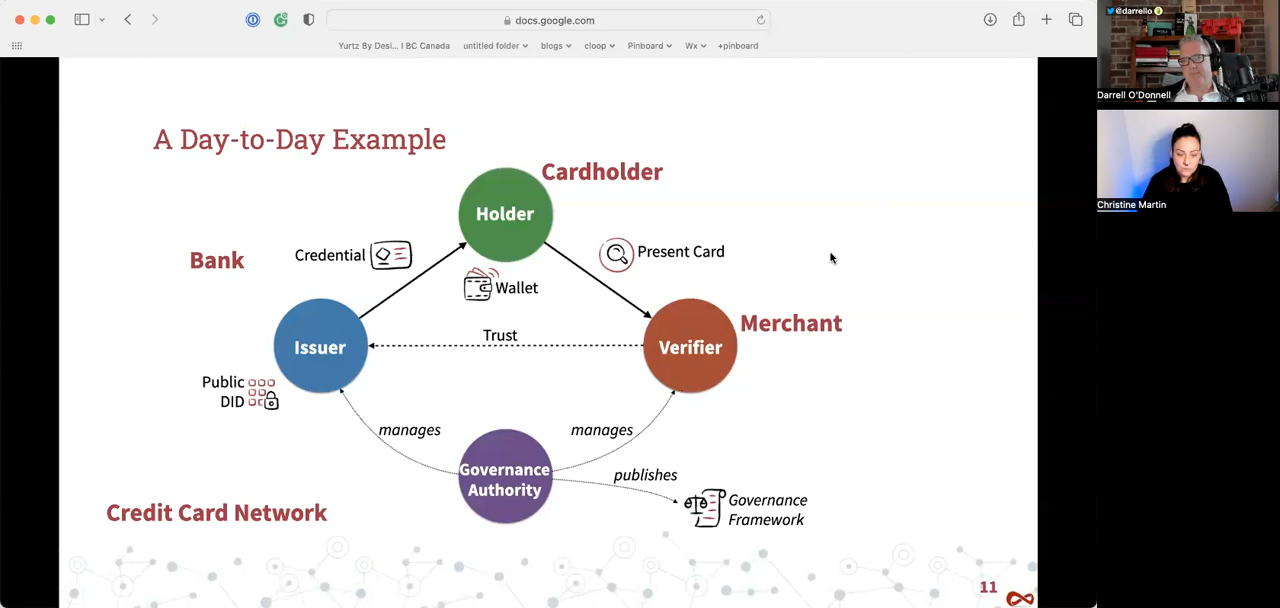 docs.google.com
Yurtz By Desi... I BC Canada
untitled folder
blogs
cloop
Pinboard
Wx
+pinboard
@darrello
Darrell O'Donnell
Christine Martin
A Day-to-Day Example
Cardholder
Holder
Bank
Credential
Present Card
Wallet
Merchant
Trust
Issuer
Verifier
Public
DID
manages
manages
Governance
Authority
publishes
Governance
Framework
Credit Card Network
11